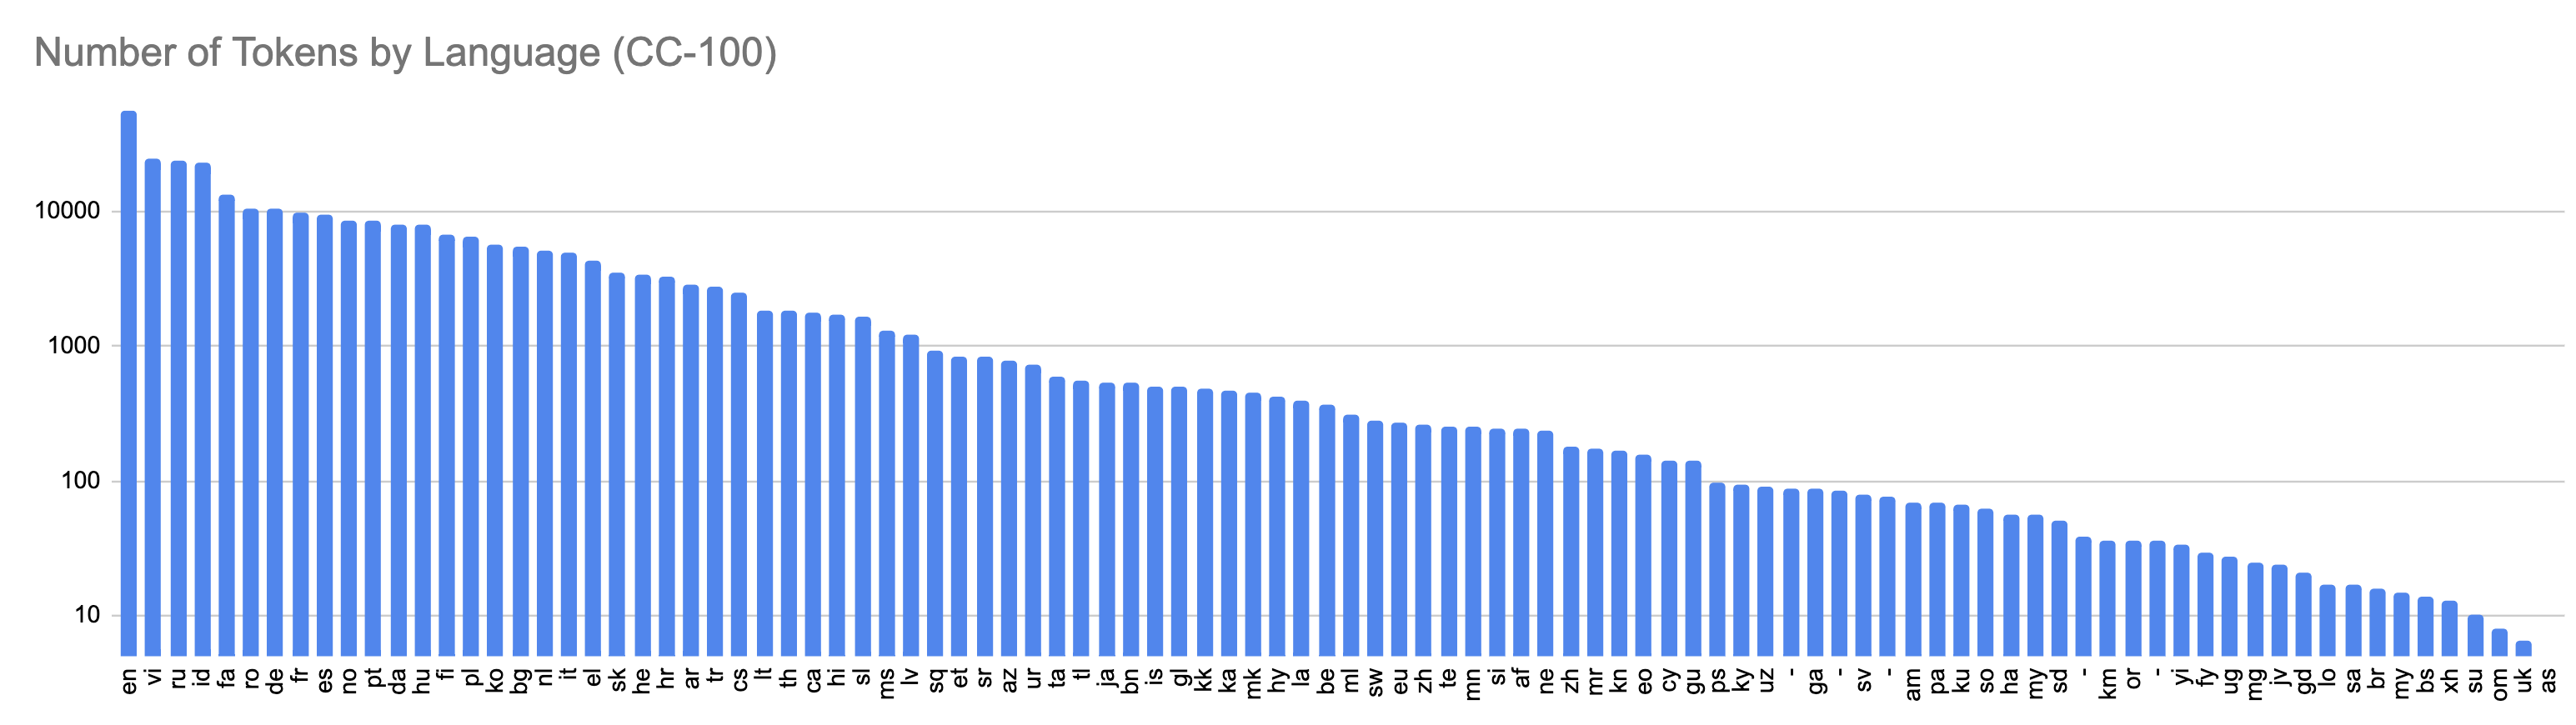 Number of Tokens by Language (CC-100)
10000
1000
100
10
en vi ru id fa ro de fr es no pt da hu fi pl ko bg nl it el sk he hr ar tr cs lt th ca hi sl ms lv sq et sr az ur ta tl ja bn is gl kk ka mk hy la be ml sw eu zh te mn si af ne zh mr kn eo cy gu ps ky uz - ga - sv - am pa ku so ha my sd - km or - yi fy ug mg jv gd lo sa br my bs xh su om uk as